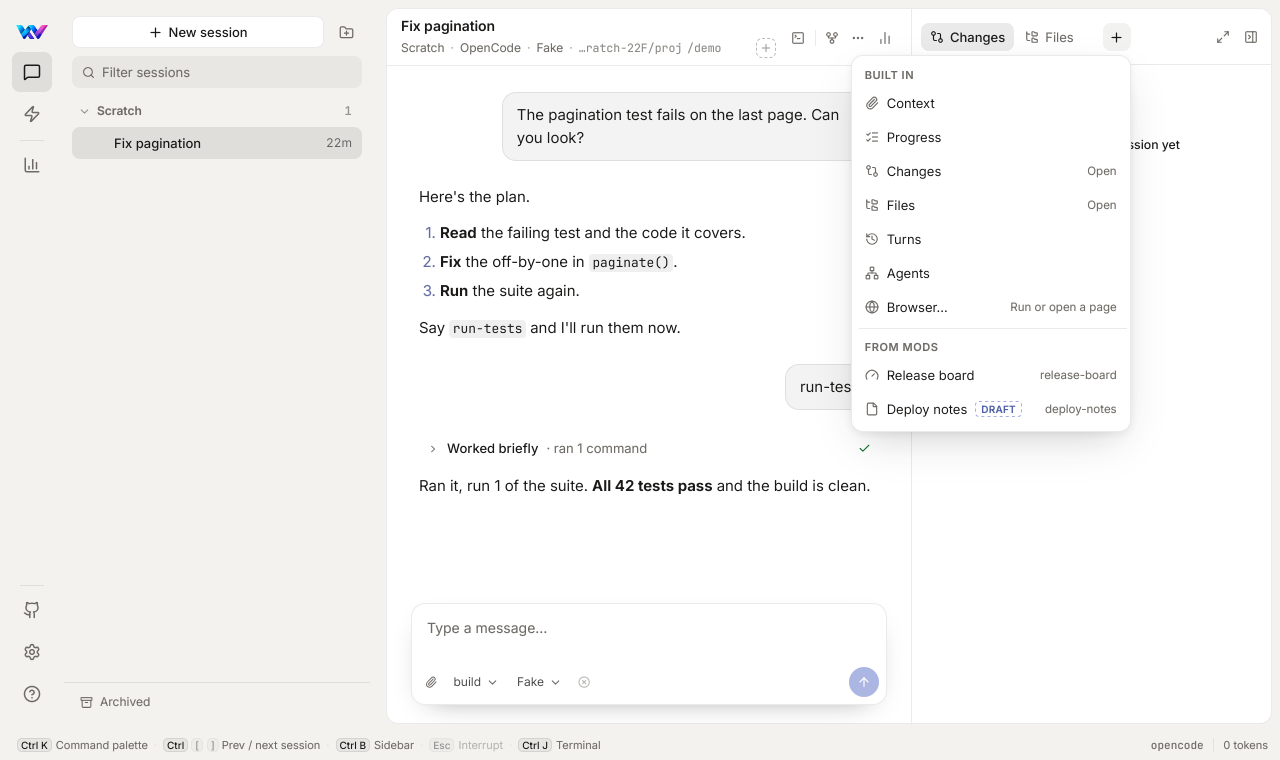 New session
Filter sessions
Scratch 1
Fix pagination 22m
Archived
Fix pagination
Scratch · OpenCode · Fake · …ratch-22F/proj /demo
The pagination test fails on the last page. Can
you look?
Here's the plan.
1. Read the failing test and the code it covers.
2. Fix the off-by-one in paginate().
3. Run the suite again.
Say run-tests and I'll run them now.
run-tes
Worked briefly · ran 1 command
Ran it, run 1 of the suite. All 42 tests pass and the build is clean.
Type a message...
build Fake
Changes Files
ssion yet
BUILT IN
Context
Progress
Changes Open
Files Open
Turns
Agents
Browser... Run or open a page
FROM MODS
Release board release-board
Deploy notes DRAFT deploy-notes
Ctrl K Command palette · Ctrl [ ] Prev / next session · Ctrl B Sidebar · Esc Interrupt · Ctrl J Terminal
opencode 0 tokens